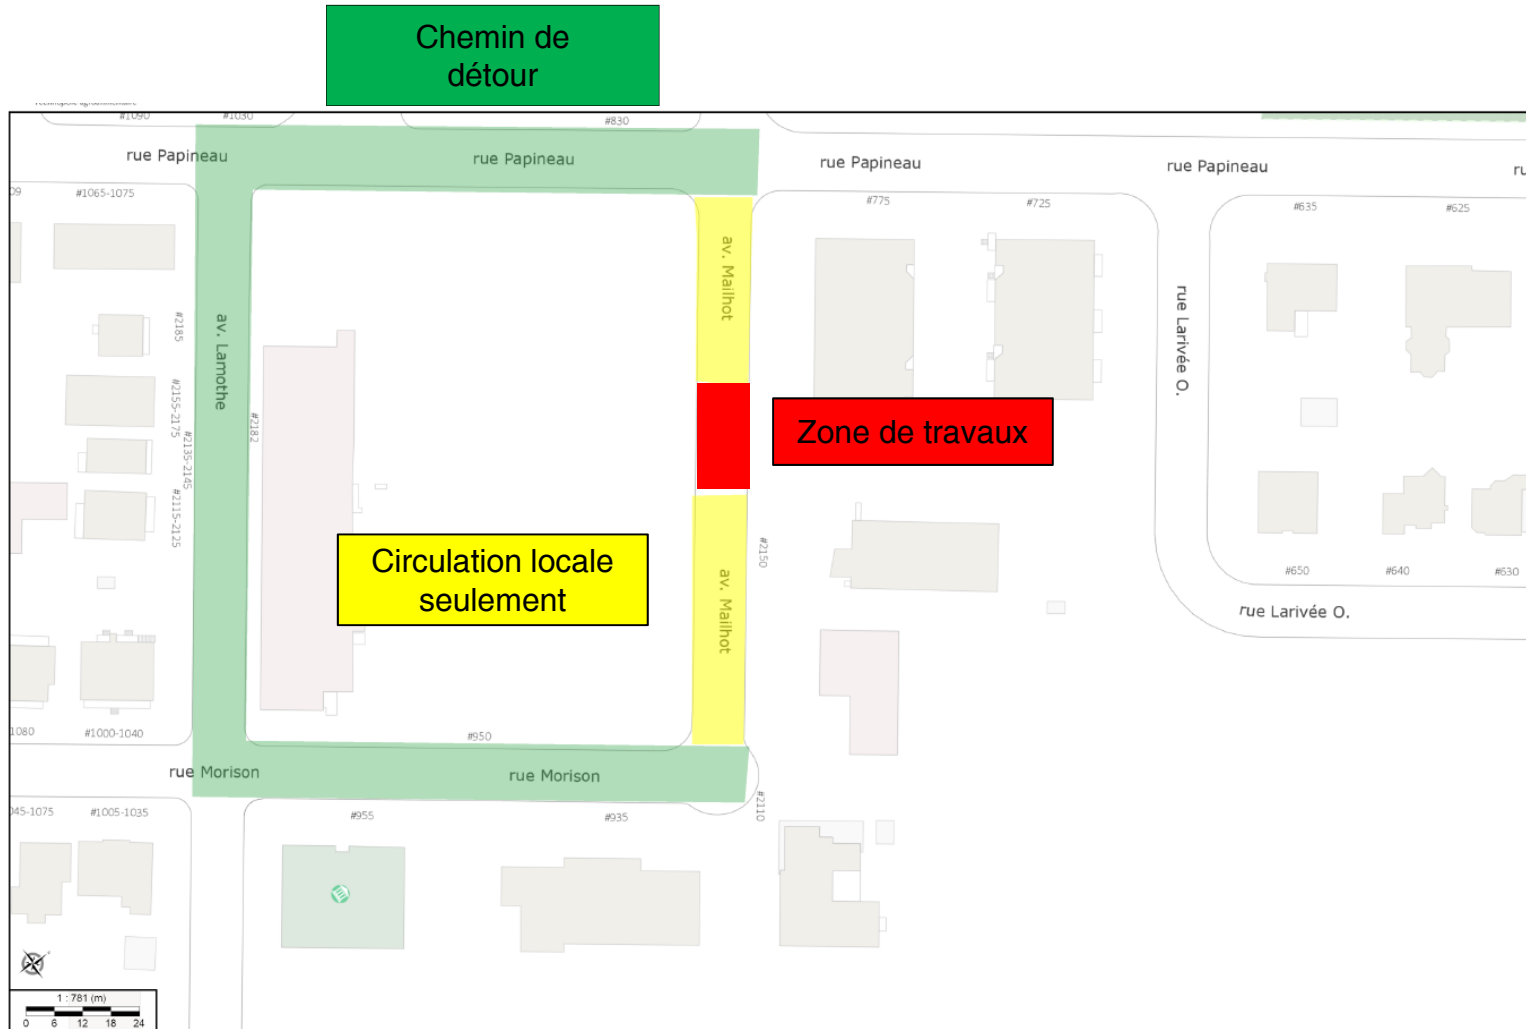 Chemin de
détour
#1090
#1030
#830
rue Papineau
rue Papineau
rue Papineau
rue Papineau
#1065-1075
#775
#725
#635
#625
av. Mailhot
rue Larivée O.
#2185
av. Lamothe
#2155-2175
#2182
#2135-2145
#2115-2125
Zone de travaux
Circulation locale
seulement
#2150
av. Mailhot
#650
#640
#630
rue Larivée O.
1080
#1000-1040
#950
rue Morison
rue Morison
#2110
045-1075
#1005-1035
#955
#935
1 : 781 (m)
0 6 12 18 24